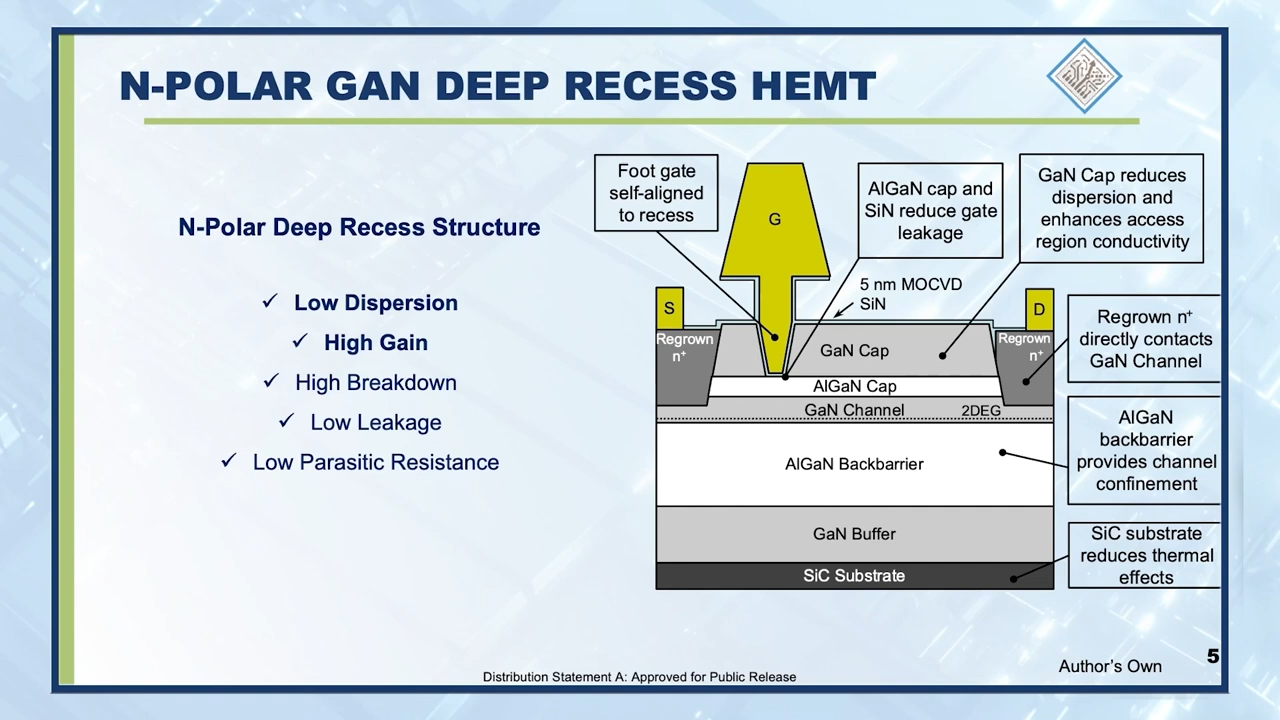 N-POLAR GAN DEEP RECESS HEMT
N-Polar Deep Recess Structure
✓ Low Dispersion
✓ High Gain
✓ High Breakdown
✓ Low Leakage
✓ Low Parasitic Resistance
Foot gate
self-aligned
to recess
G
AlGaN cap and
SiN reduce gate
leakage
GaN Cap reduces
dispersion and
enhances access
region conductivity
5 nm MOCVD
SiN
S
D
Regrown
n⁺
GaN Cap
Regrown
n⁺
AlGaN Cap
GaN Channel
2DEG
AlGaN Backbarrier
GaN Buffer
SiC Substrate
Regrown n⁺
directly contacts
GaN Channel
AlGaN
backbarrier
provides channel
confinement
SiC substrate
reduces thermal
effects
Author's Own
5
Distribution Statement A: Approved for Public Release